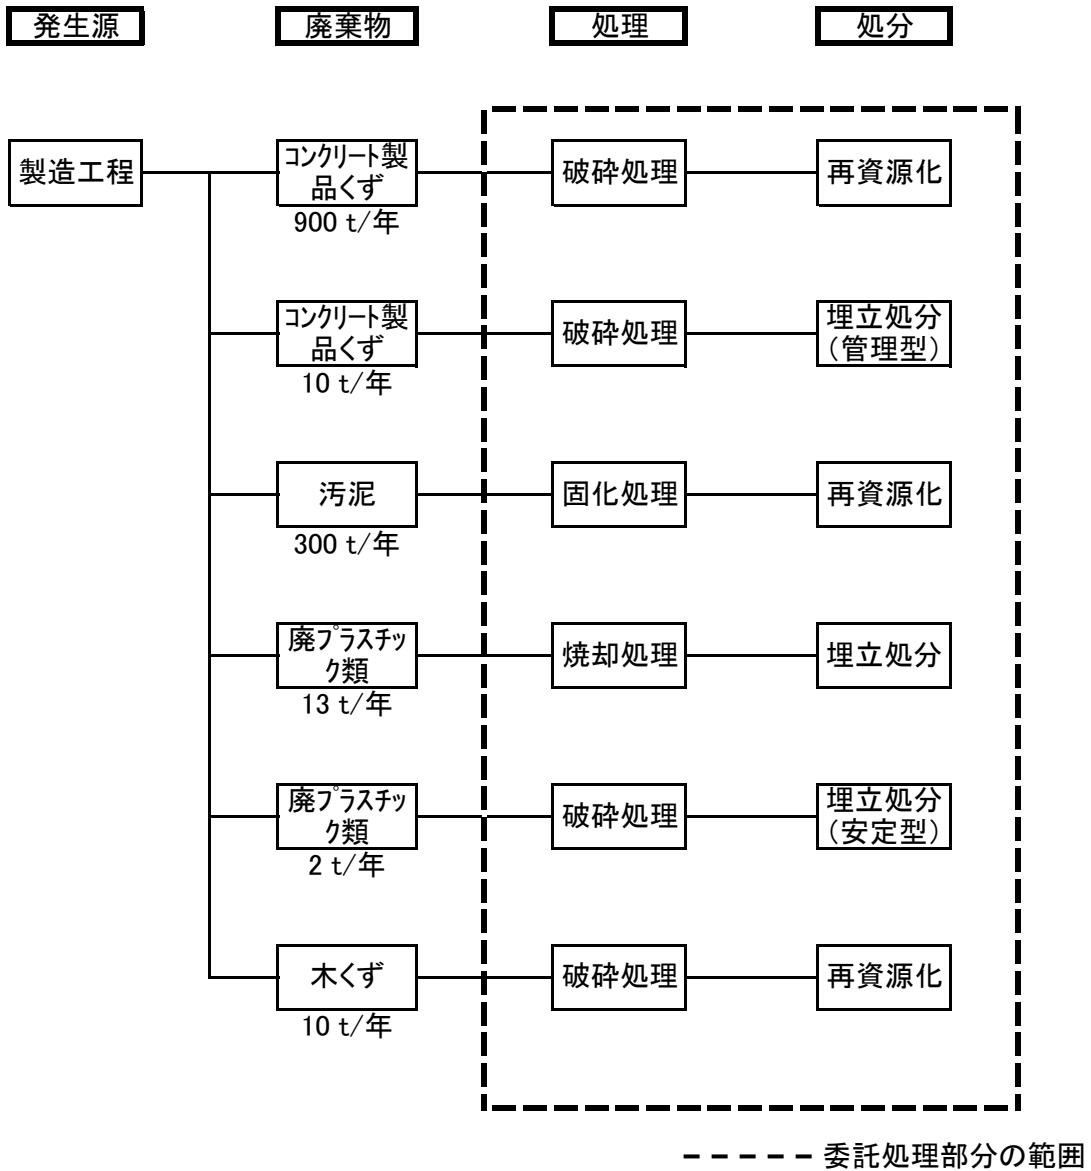 発生源 廃棄物 処理 処分
製造工程
コンクリート製
品くず
900 t/年
破砕処理
再資源化
コンクリート製
品くず
10 t/年
破砕処理
埋立処分
（管理型）
汚泥
300 t/年
固化処理
再資源化
廃プラスチッ
ク類
13 t/年
焼却処理
埋立処分
廃プラスチッ
ク類
2 t/年
破砕処理
埋立処分
（安定型）
木くず
10 t/年
破砕処理
再資源化
－－－－－ 委託処理部分の範囲